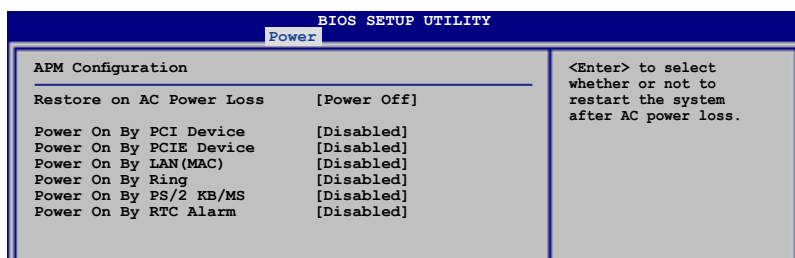 BIOS SETUP UTILITY
Power
APM Configuration
Restore on AC Power Loss [Power Off]
Power On By PCI Device [Disabled]
Power On By PCIE Device [Disabled]
Power On By LAN(MAC) [Disabled]
Power On By Ring [Disabled]
Power On By PS/2 KB/MS [Disabled]
Power On By RTC Alarm [Disabled]
<Enter> to select
whether or not to
restart the system
after AC power loss.